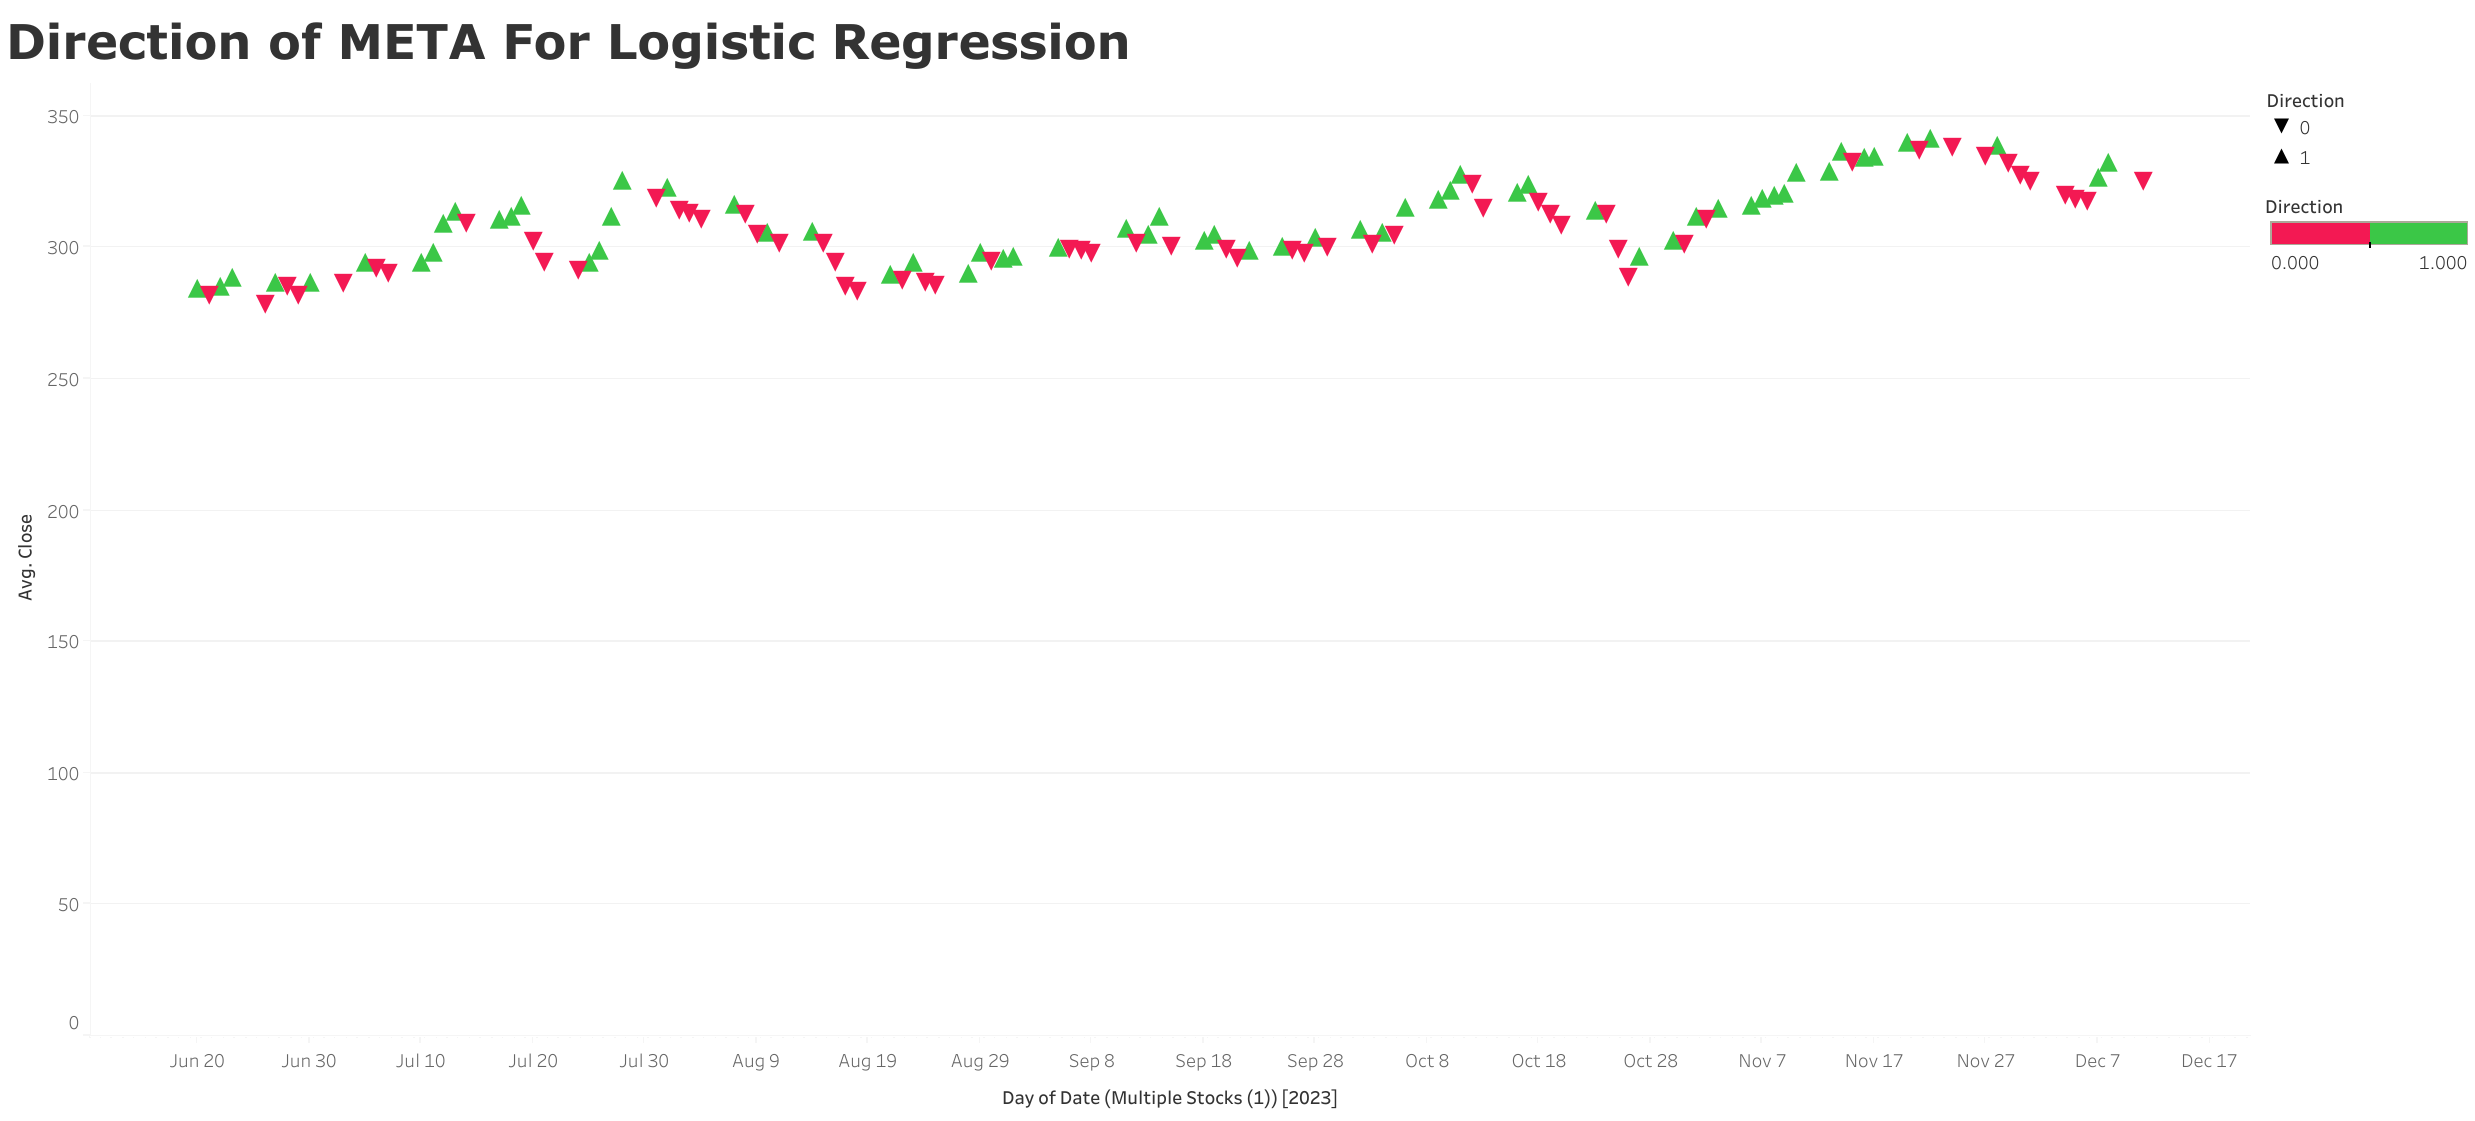 Direction of META For Logistic Regression
350
300
250
200
150
100
50
0
Avg. Close
Jun 20 Jun 30 Jul 10 Jul 20 Jul 30 Aug 9 Aug 19 Aug 29 Sep 8 Sep 18 Sep 28 Oct 8 Oct 18 Oct 28 Nov 7 Nov 17 Nov 27 Dec 7 Dec 17
Day of Date (Multiple Stocks (1)) [2023]
Direction
0
1
Direction
0.000 1.000